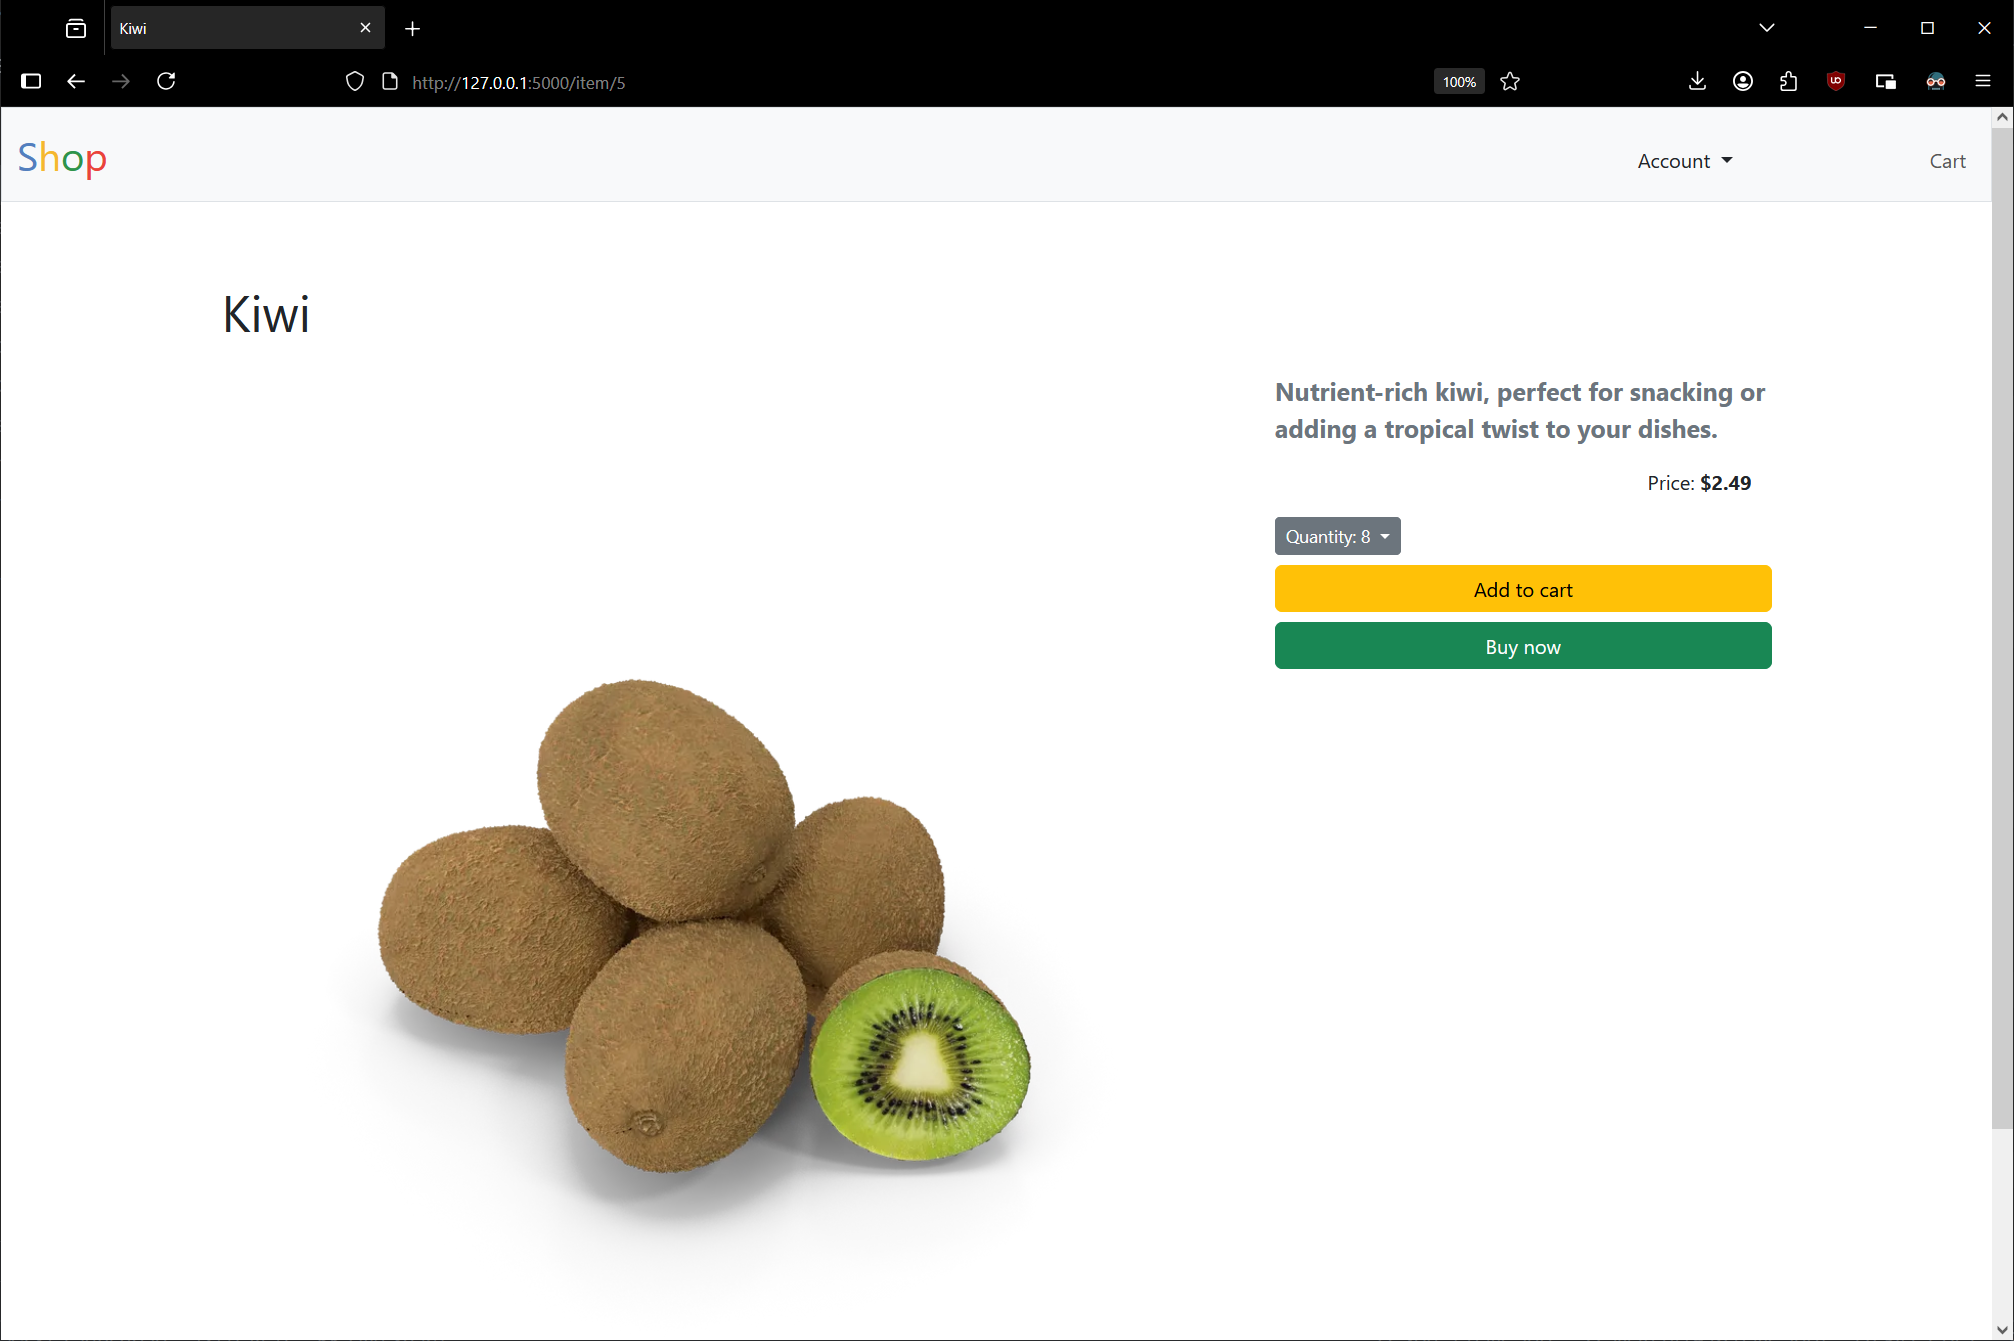 Kiwi
http://127.0.0.1:5000/item/5
100%
Shop
Account
Cart
Kiwi
Nutrient-rich kiwi, perfect for snacking or
adding a tropical twist to your dishes.
Price: $2.49
Quantity: 8
Add to cart
Buy now